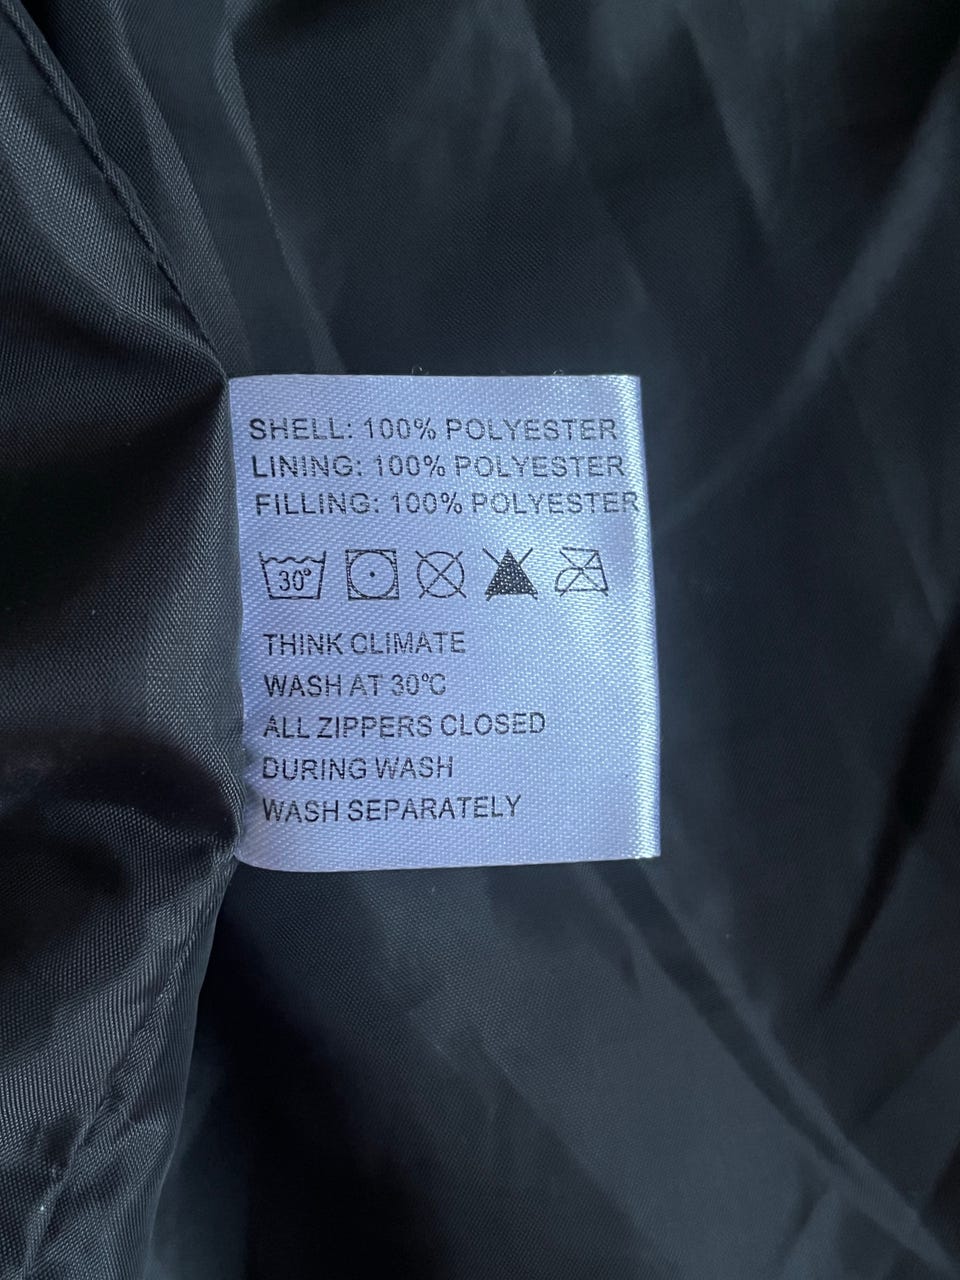 SHELL: 100% POLYESTER
LINING: 100% POLYESTER
FILLING: 100% POLYESTER
30°
THINK CLIMATE
WASH AT 30°C
ALL ZIPPERS CLOSED
DURING WASH
WASH SEPARATELY